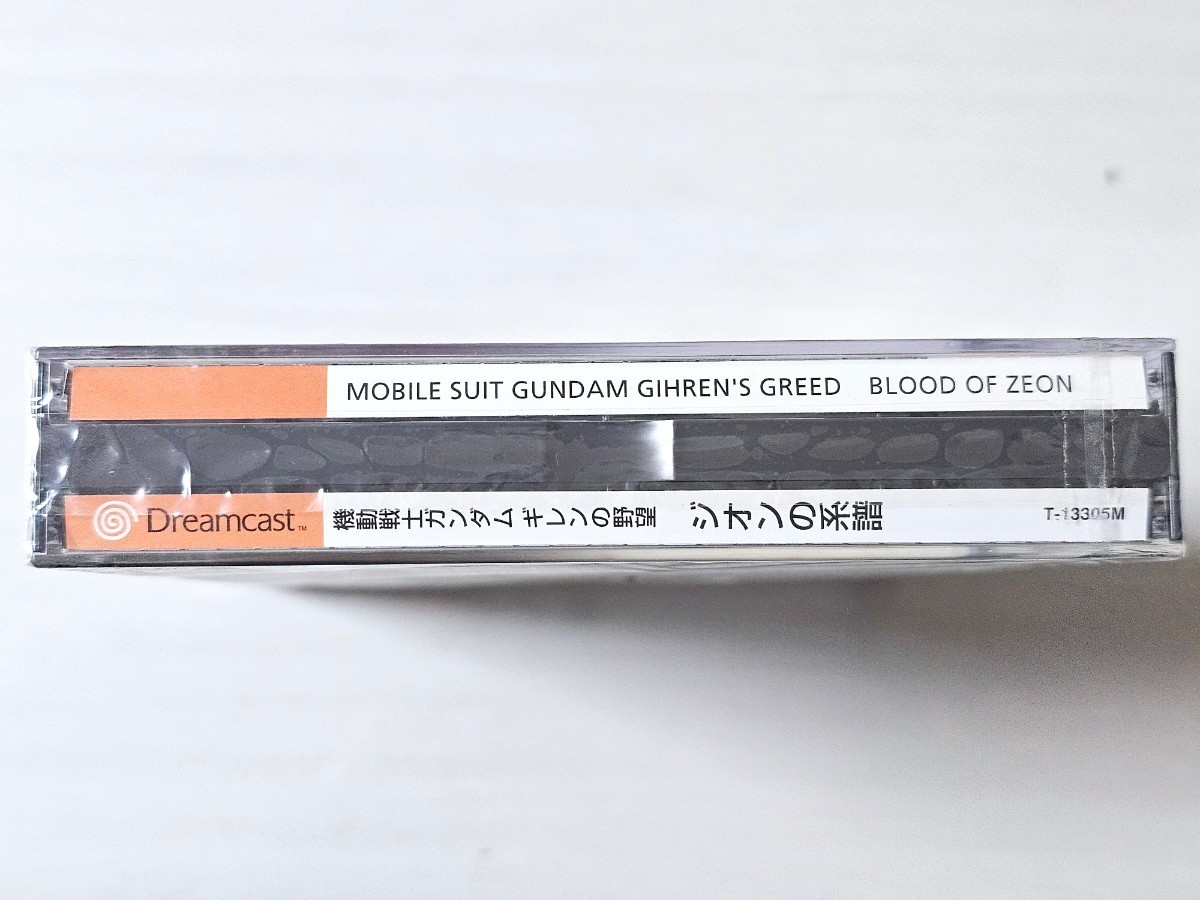 MOBILE SUIT GUNDAM GIHREN'S GREED BLOOD OF ZEON
Dreamcast™ 機動戦士ガンダム ギレンの野望 ジオンの系譜 T-13305M